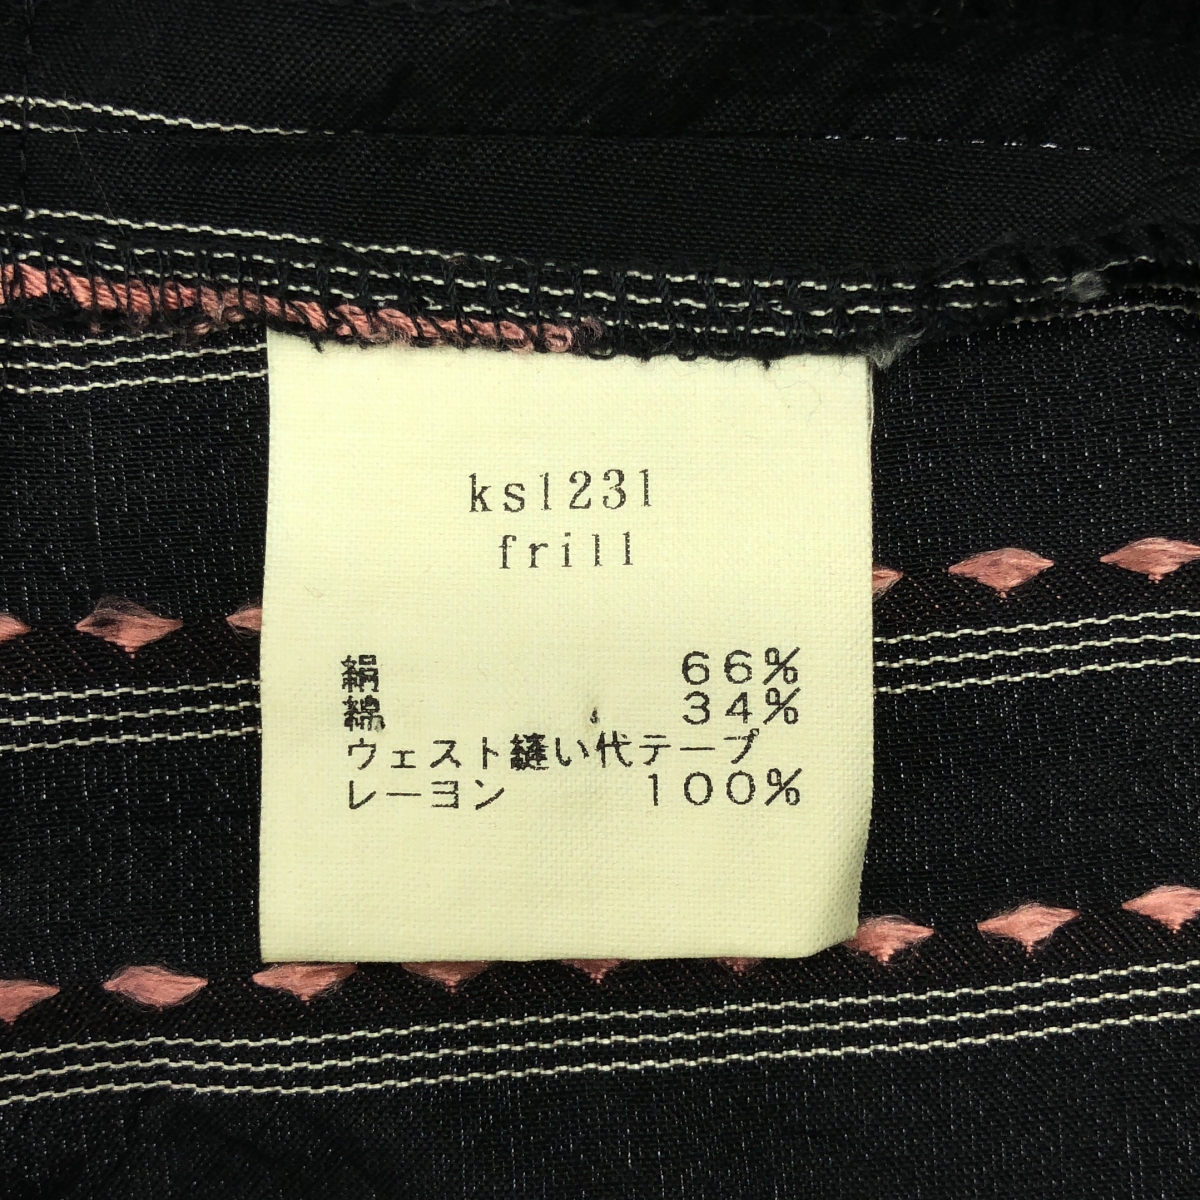 ks1231
frill
絹 66%
綿 34%
ウェスト縫い代テープ
レーヨン 100%